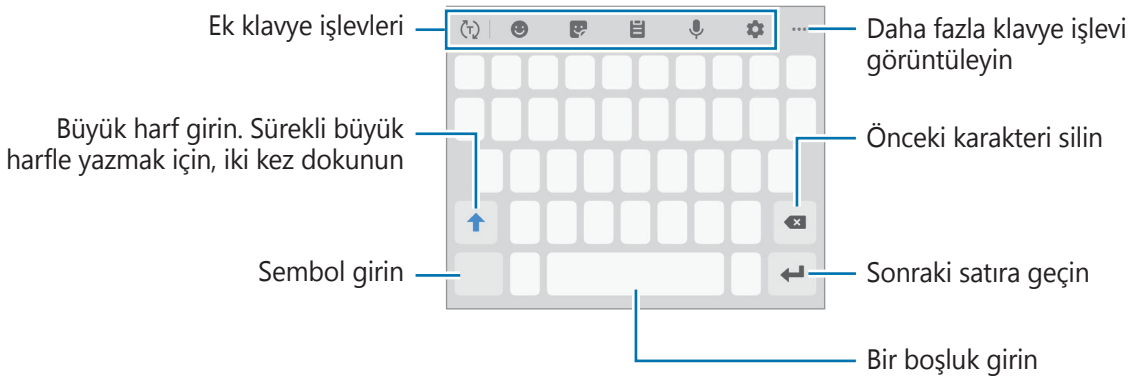 Ek klavye işlevleri
Daha fazla klavye işlevi
görüntüleyin
Büyük harf girin. Sürekli büyük
harfle yazmak için, iki kez dokunun
Önceki karakteri silin
Sembol girin
Sonraki satıra geçin
Bir boşluk girin